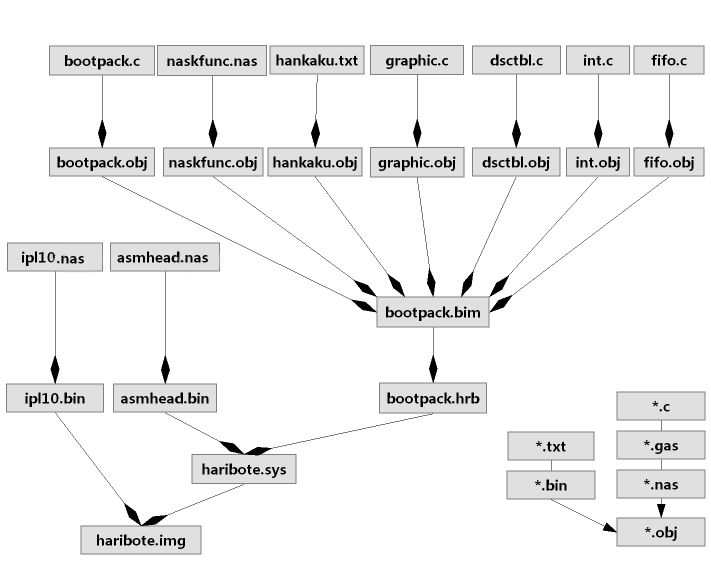 bootpack.c naskfunc.nas hankaku.txt graphic.c dsctbl.c int.c fifo.c
bootpack.obj naskfunc.obj hankaku.obj graphic.obj dsctbl.obj int.obj fifo.obj
ipl10.nas asmhead.nas
bootpack.bim
ipl10.bin asmhead.bin bootpack.hrb
*.c
*.txt *.gas
haribote.sys
*.bin *.nas
haribote.img *.obj